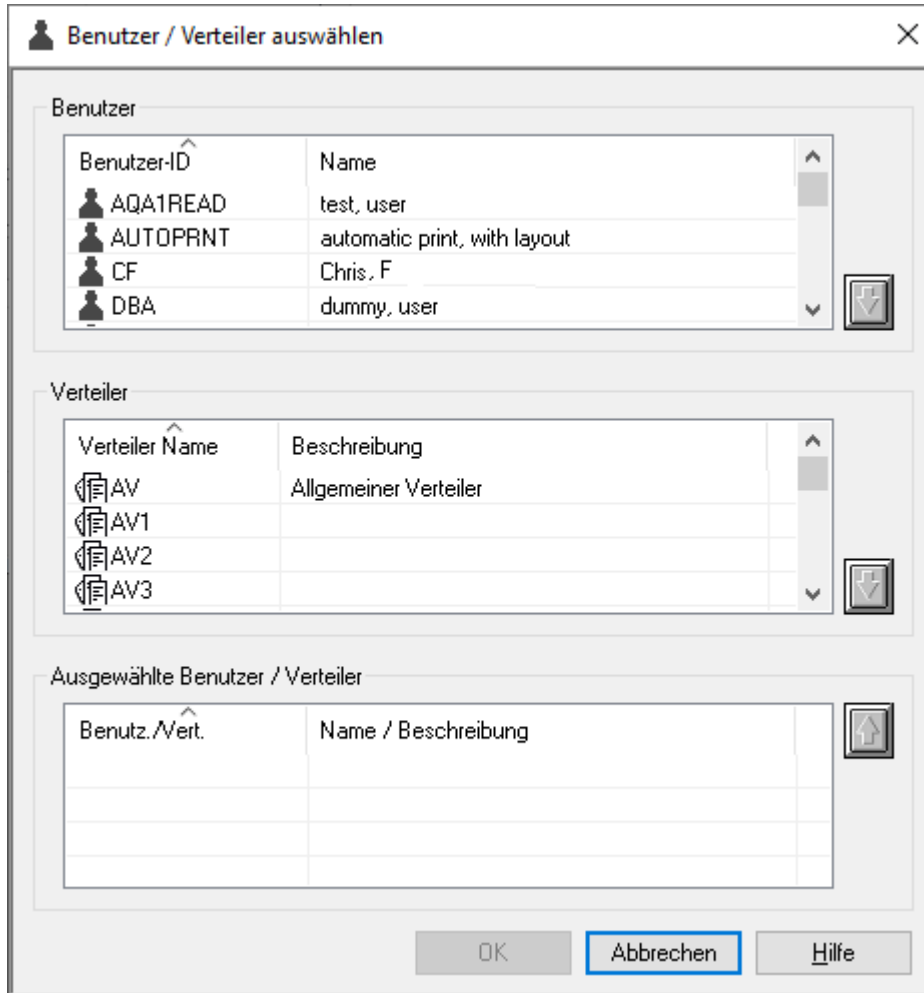 Benutzer / Verteiler auswählen
Benutzer
Benutzer-ID Name
AQA1READ test, user
AUTOPRNT automatic print, with layout
CF Chris, F
DBA dummy, user
Verteiler
Verteiler Name Beschreibung
AV Allgemeiner Verteiler
AV1
AV2
AV3
Ausgewählte Benutzer / Verteiler
Benutz./Vert. Name / Beschreibung
OK Abbrechen Hilfe